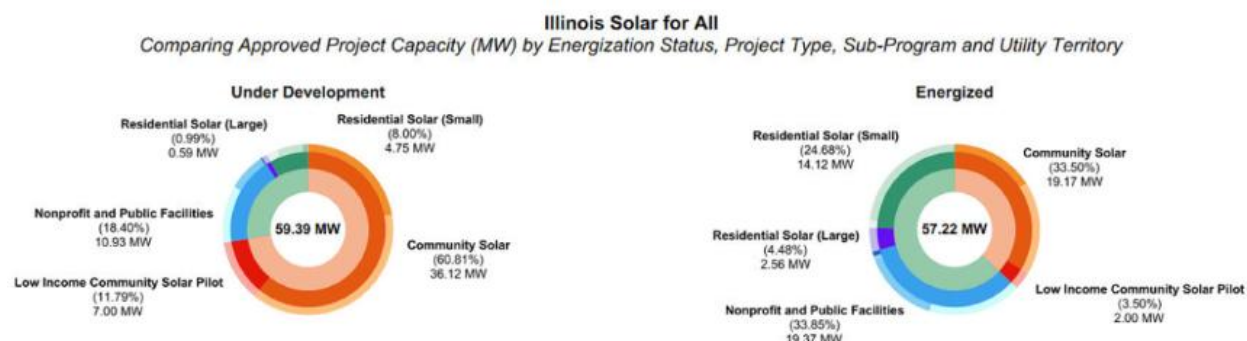 Illinois Solar for All
Comparing Approved Project Capacity (MW) by Energization Status, Project Type, Sub-Program and Utility Territory
Under Development
Residential Solar (Large)
(0.99%)
0.59 MW
Residential Solar (Small)
(8.00%)
4.75 MW
Nonprofit and Public Facilities
(18.40%)
10.93 MW
59.39 MW
Community Solar
(60.81%)
36.12 MW
Low Income Community Solar Pilot
(11.79%)
7.00 MW
Energized
Residential Solar (Small)
(24.68%)
14.12 MW
Community Solar
(33.50%)
19.17 MW
57.22 MW
Residential Solar (Large)
(4.48%)
2.56 MW
Low Income Community Solar Pilot
(3.50%)
2.00 MW
Nonprofit and Public Facilities
(33.85%)
19.37 MW